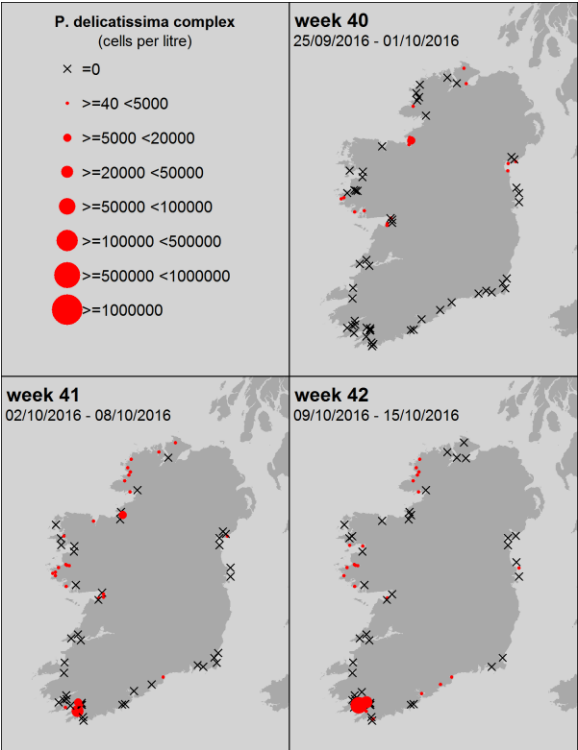 P. delicatissima complex
(cells per litre)
=0
>=40 <5000
>=5000 <20000
>=20000 <50000
>=50000 <100000
>=100000 <500000
>=500000 <1000000
>=1000000
week 40
25/09/2016 - 01/10/2016
week 41
02/10/2016 - 08/10/2016
week 42
09/10/2016 - 15/10/2016